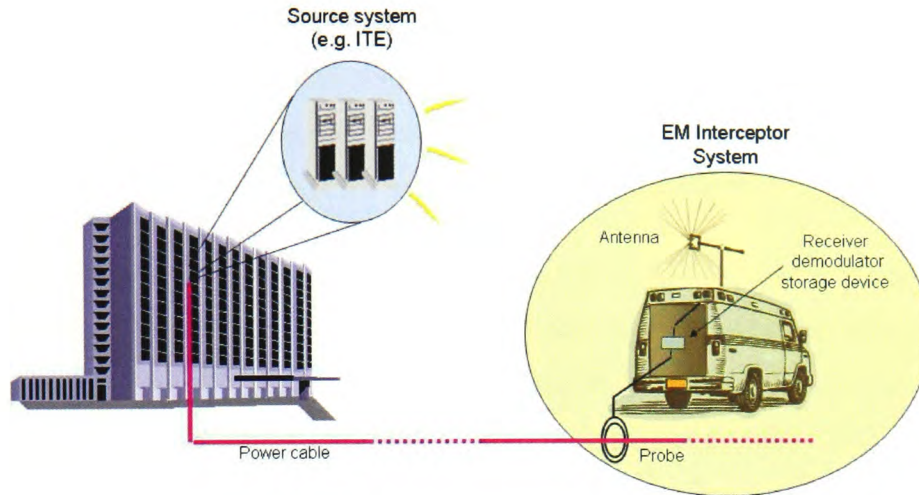 Source system
(e.g. ITE)
EM Interceptor
System
Antenna
Receiver
demodulator
storage device
Power cable
Probe